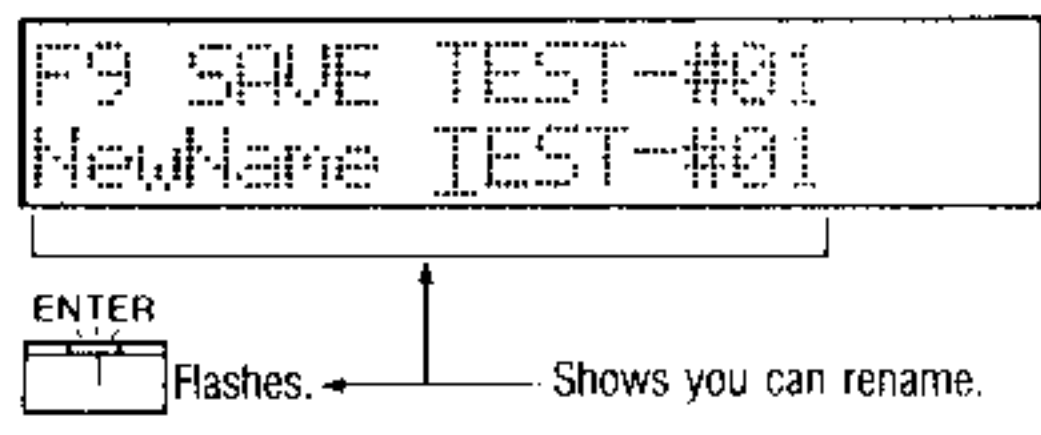 F9 SAVE TEST-#01
NewName TEST-#01
ENTER
Flashes.
Shows you can rename.